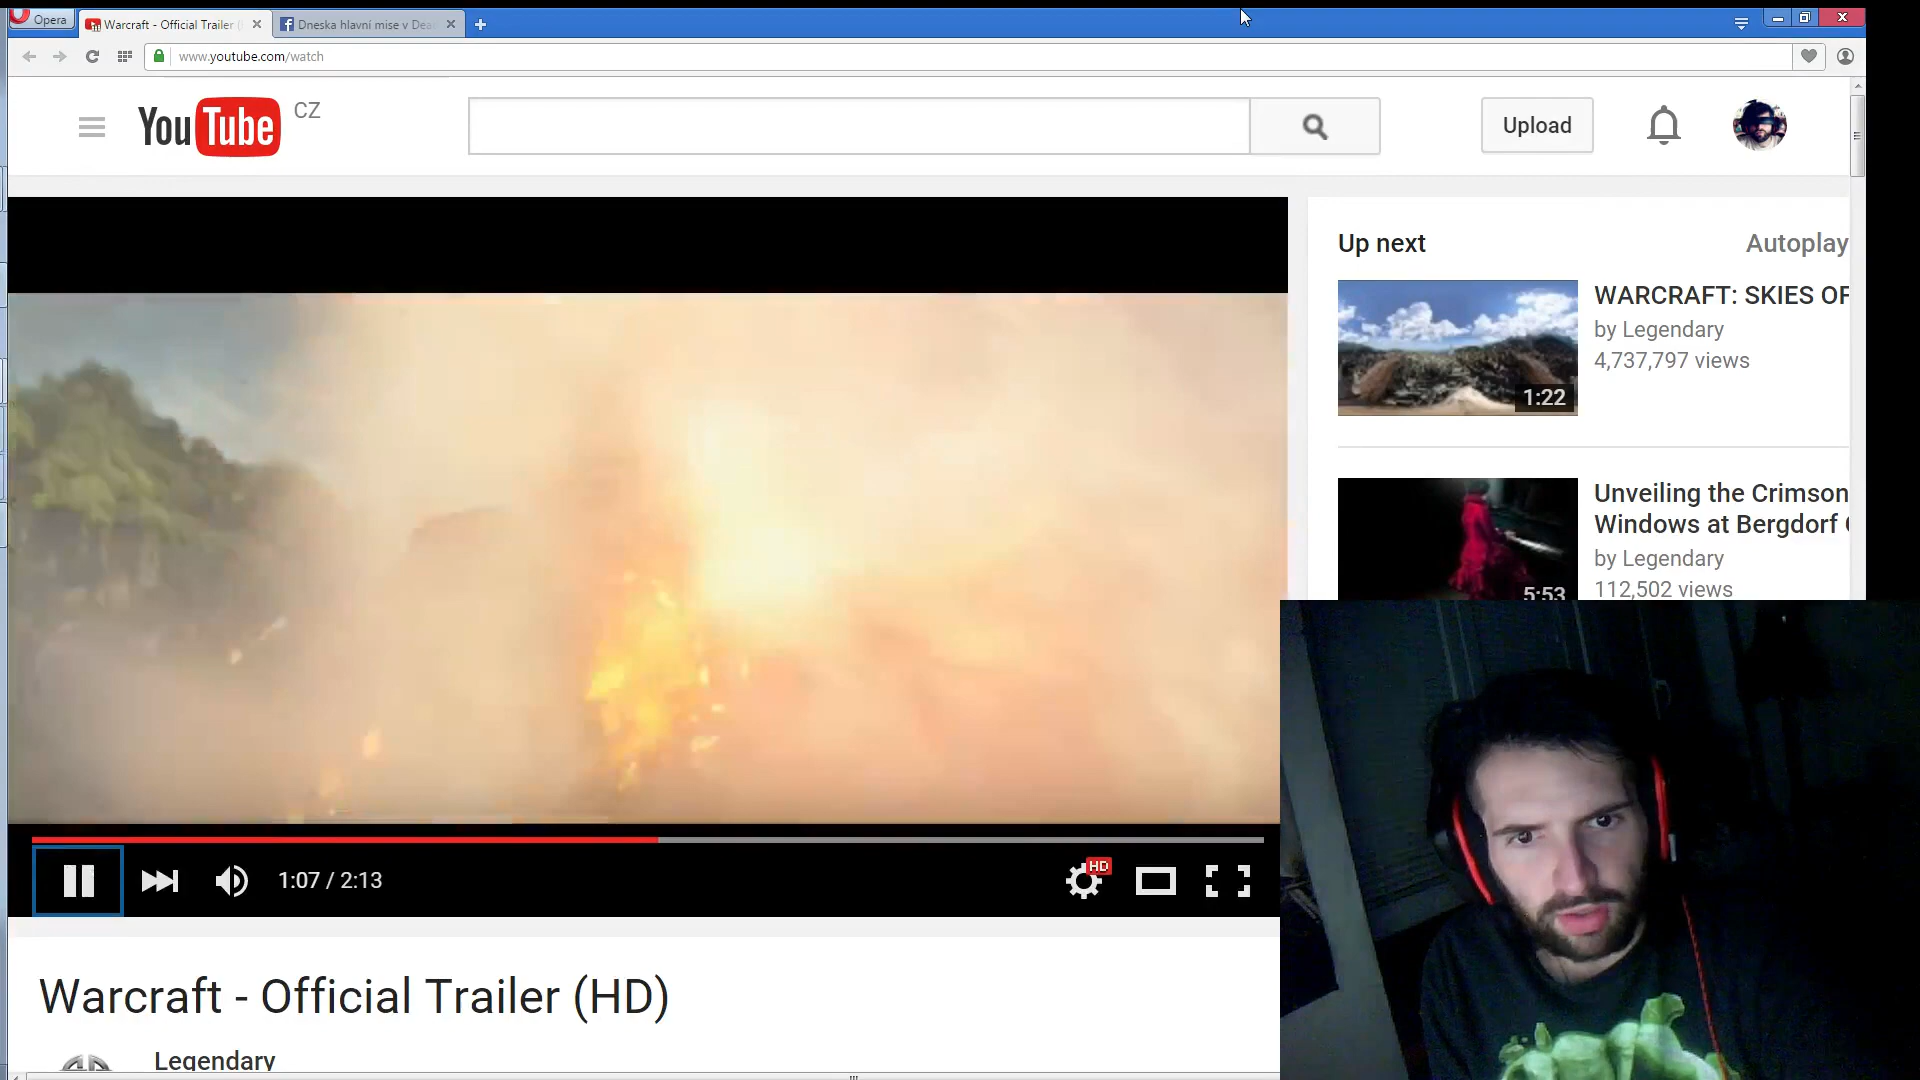 Opera
Warcraft - Official Trailer (
Dneska hlavní mise v Dea
www.youtube.com/watch
YouTube CZ
Upload
Up next
Autoplay
WARCRAFT: SKIES OF
by Legendary
4,737,797 views
1:22
Unveiling the Crimson
Windows at Bergdorf
by Legendary
112,502 views
5:53
HD
1:07 / 2:13
Warcraft - Official Trailer (HD)
Legendary